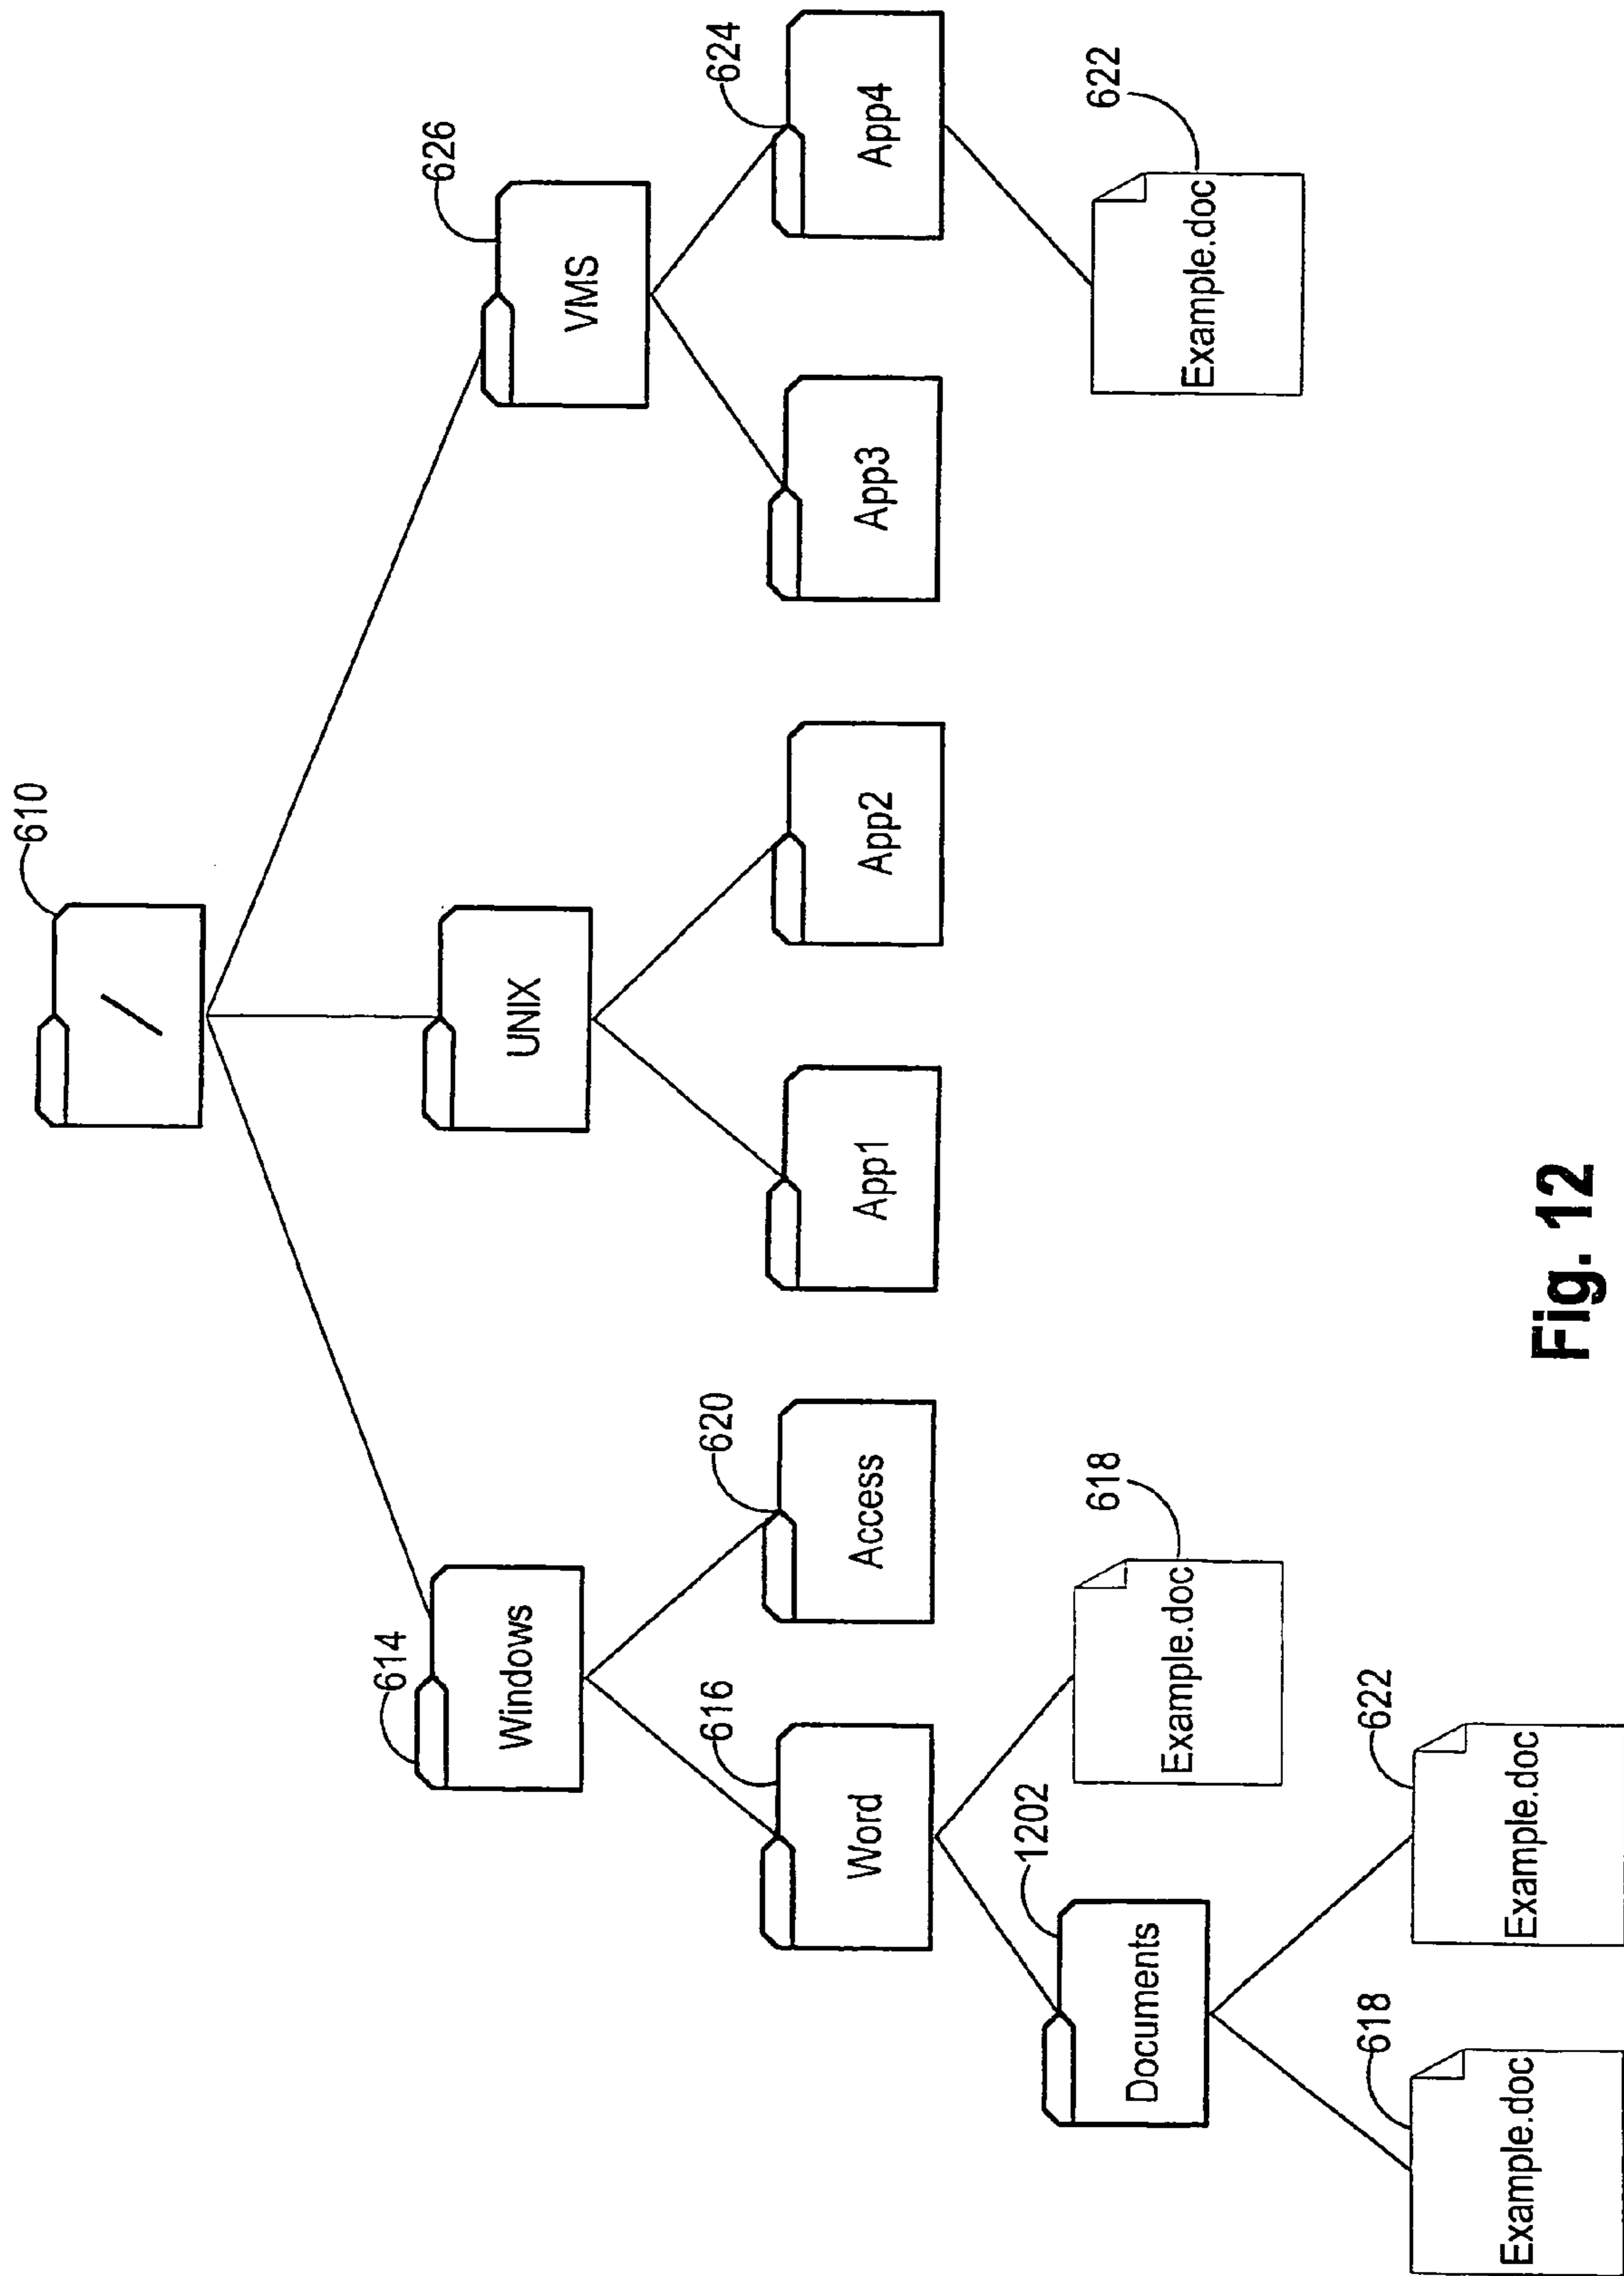 610
/
626
VMS
614
Windows
UNIX
624
App4
616
Word
620
Access
App1
App2
App3
1202
Documents
618
Example.doc
622
Example.doc
618
Example.doc
622
Example.doc
Fig. 12